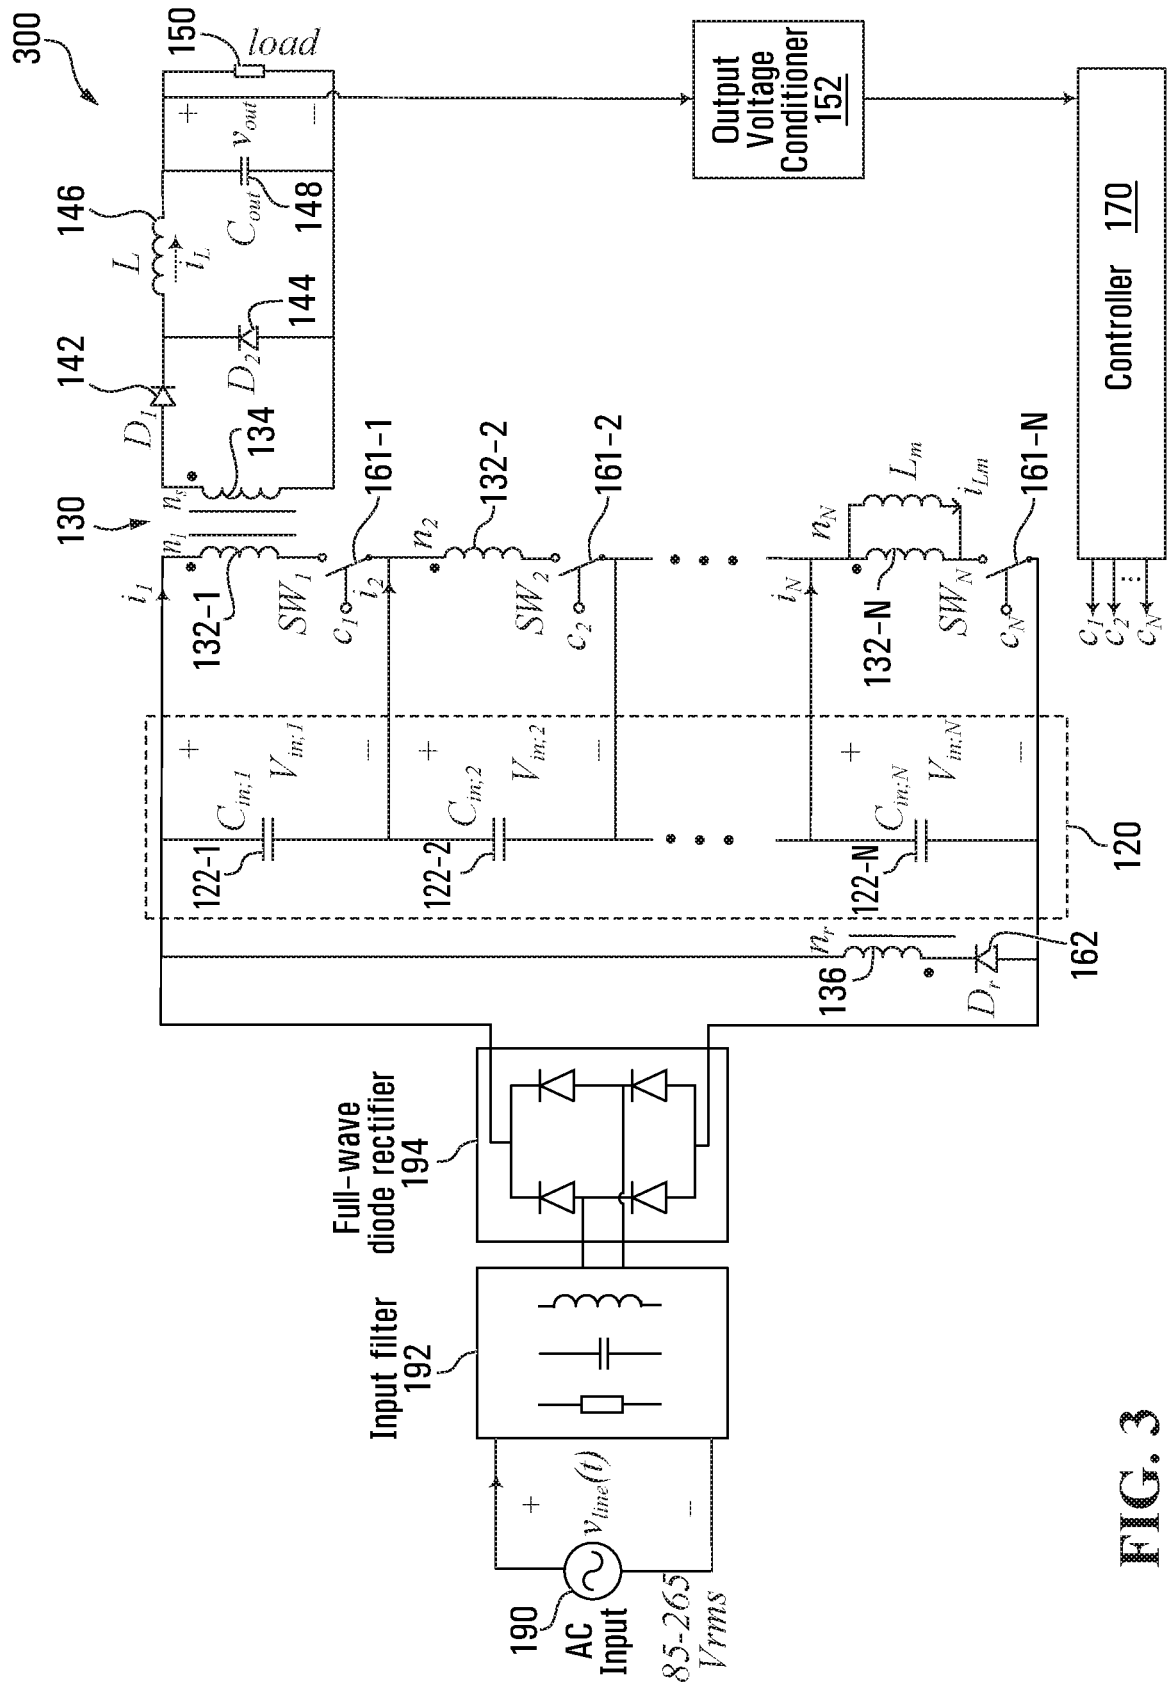 300
150
load
+
v_out
−
C_out
148
146
L
i_L
142
D_1
D_2
144
134
130
n_s
n_1
i_1
132-1
SW_1
161-1
c_1
i_2
n_2
132-2
SW_2
161-2
c_2
i_N
n_N
L_m
i_Lm
132-N
SW_N
161-N
c_N
Output
Voltage
Conditioner
152
Controller 170
c_1
c_2
c_N
+
V_in;1
−
C_in;1
122-1
+
V_in;2
−
C_in;2
122-2
+
V_in;N
−
C_in;N
122-N
120
n_r
136
D_r
162
Full-wave
diode rectifier
194
Input filter
192
+
v_line(t)
−
190
AC
Input
85-265
Vrms
FIG. 3